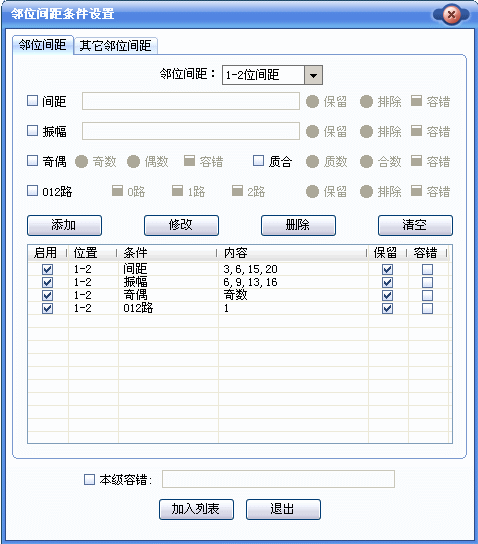 邻位间距条件设置
邻位间距 其它邻位间距
邻位间距： 1-2位间距
间距 保留 排除 容错
振幅 保留 排除 容错
奇偶 奇数 偶数 容错 质合 质数 合数 容错
012路 0路 1路 2路 保留 排除 容错
添加 修改 删除 清空
启用 位置 条件 内容 保留 容错
1-2 间距 3,6,15,20
1-2 振幅 6,9,13,16
1-2 奇偶 奇数
1-2 012路 1
本级容错:
加入列表 退出